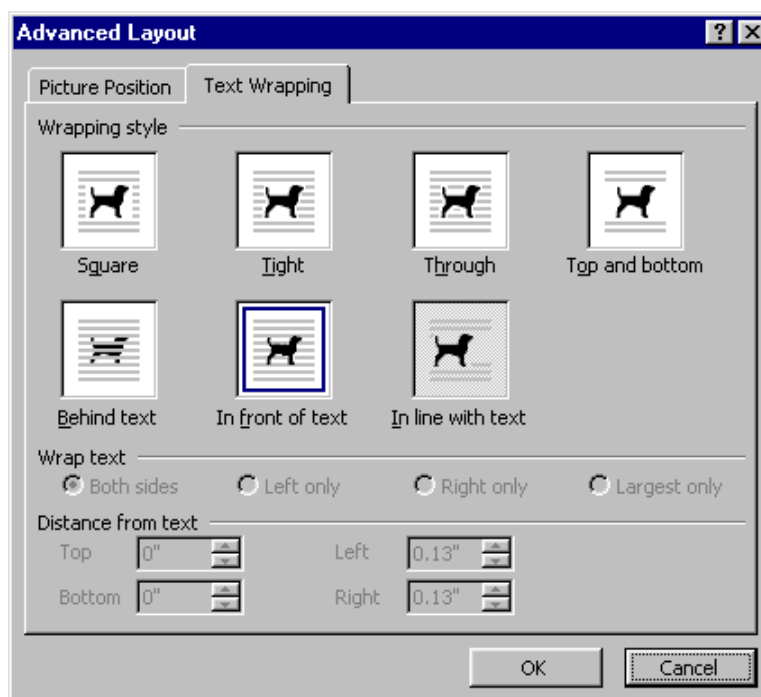 Advanced Layout
Picture Position Text Wrapping
Wrapping style
Square Tight Through Top and bottom
Behind text In front of text In line with text
Wrap text
Both sides Left only Right only Largest only
Distance from text
Top 0" Left 0.13"
Bottom 0" Right 0.13"
OK Cancel